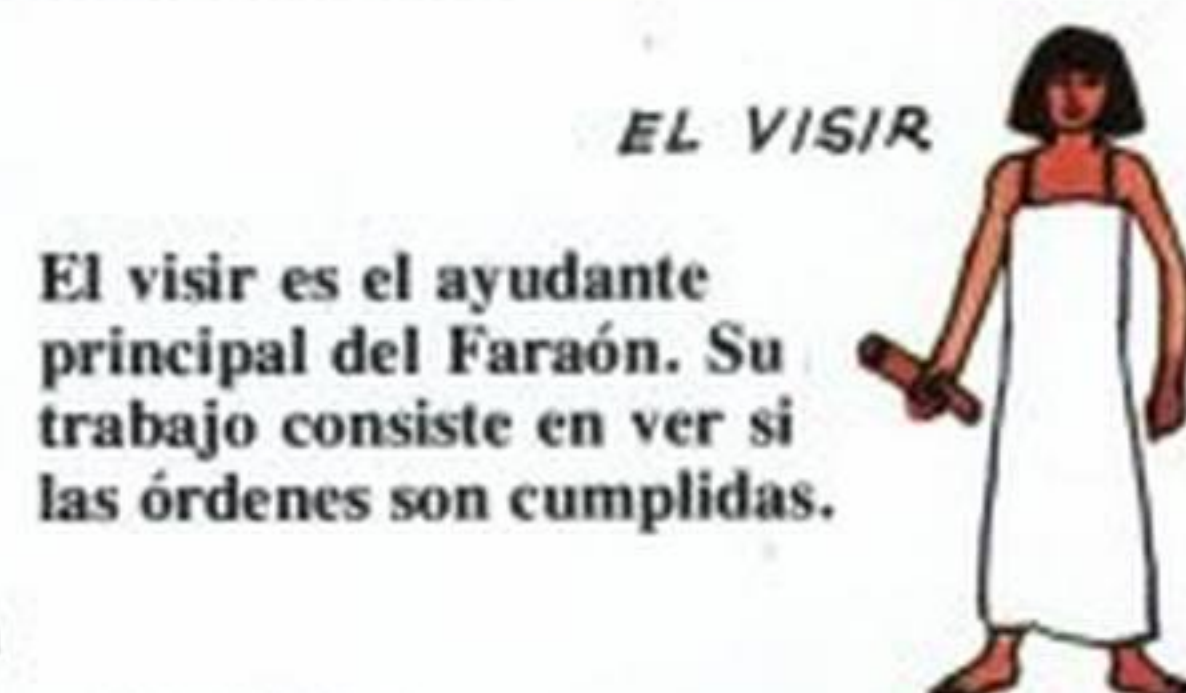 EL VISIR
El visir es el ayudante
principal del Faraón. Su
trabajo consiste en ver si
las órdenes son cumplidas.